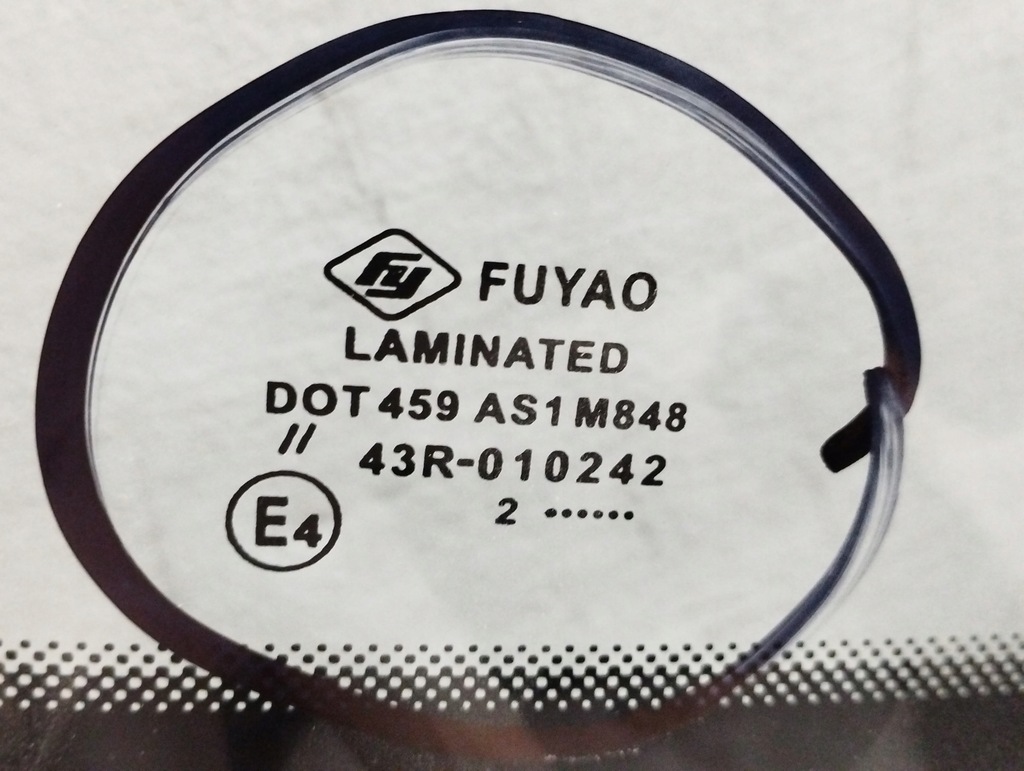 FY FUYAO
LAMINATED
DOT 459 AS1 M848
// 43R-010242
E4
2 ......